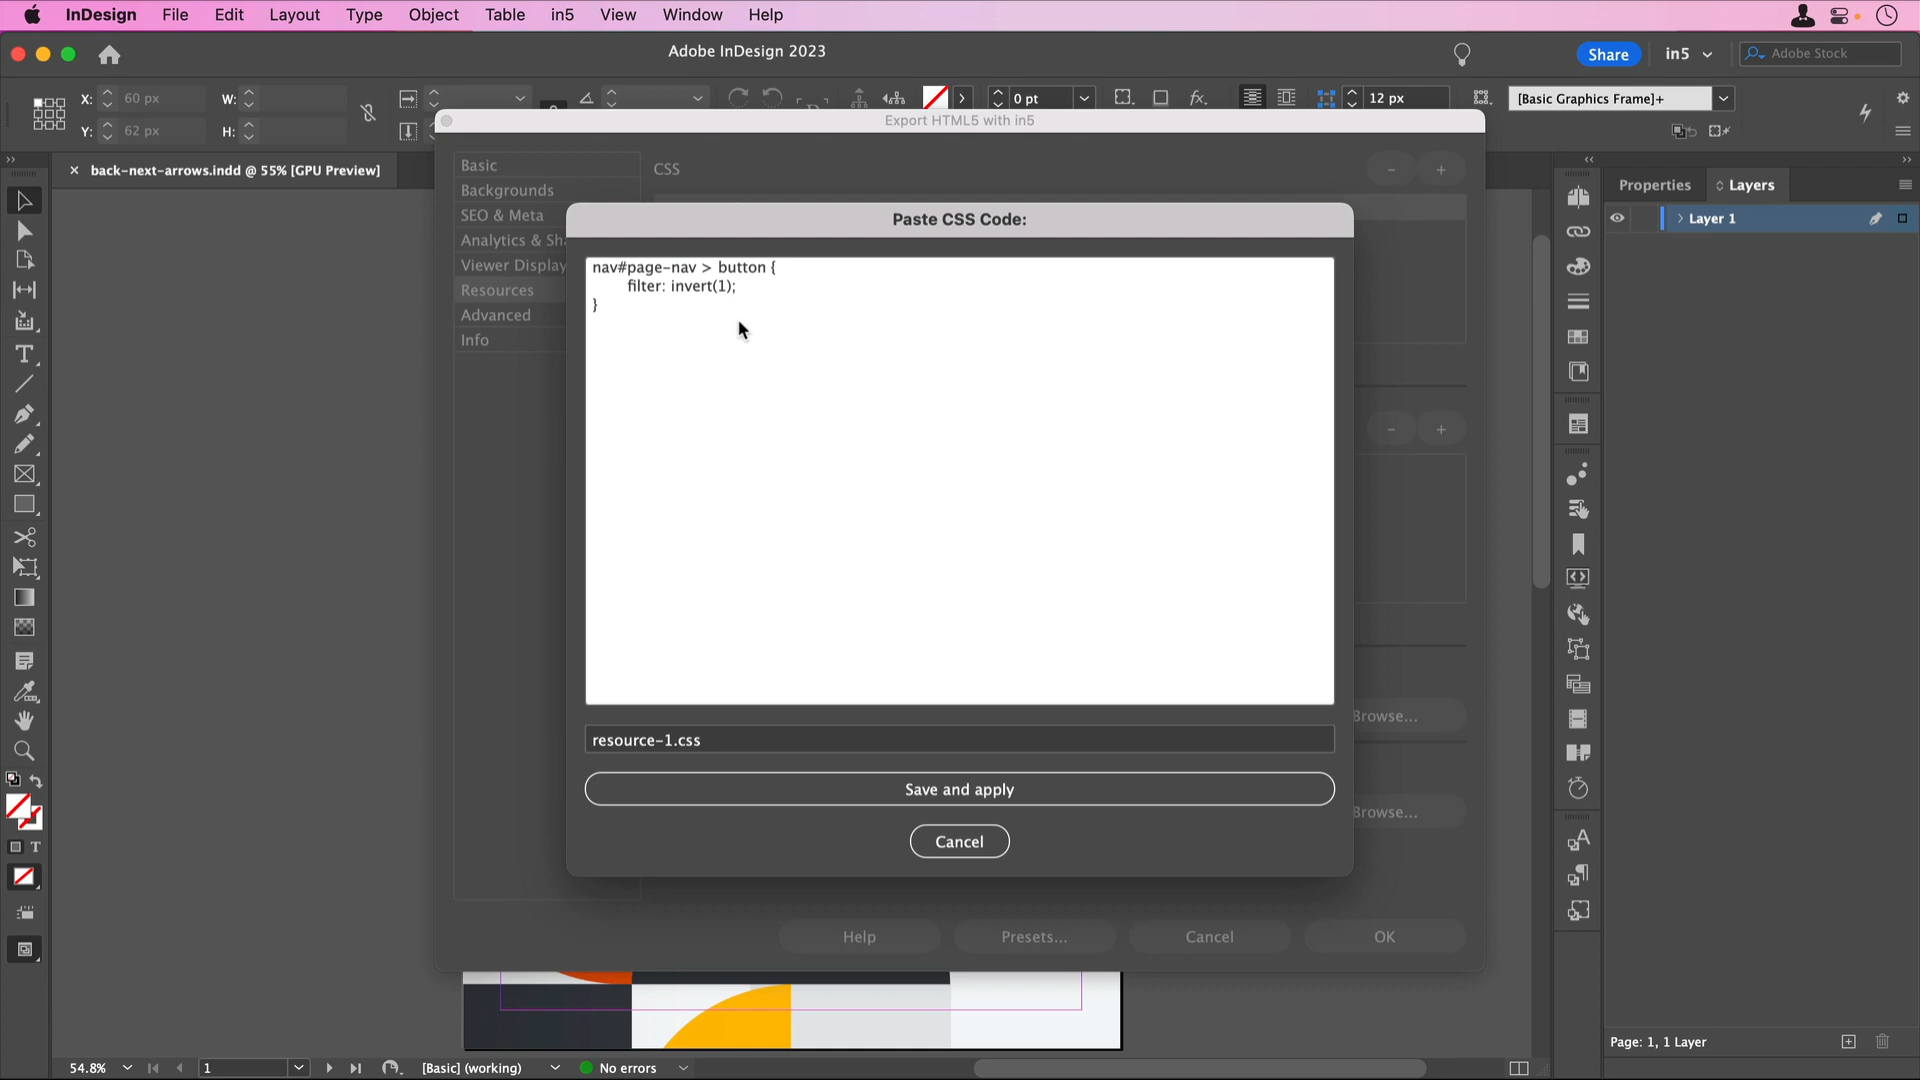 InDesign File Edit Layout Type Object Table in5 View Window Help
Adobe InDesign 2023
Share
in5
Adobe Stock
X: 60 px
W:
0 pt
12 px
[Basic Graphics Frame]+
Y: 62 px
H:
Export HTML5 with in5
back-next-arrows.indd @ 55% [GPU Preview]
Basic
Backgrounds
SEO & Meta
Analytics & Sha
Viewer Display
Resources
Advanced
Info
CSS
- +
Paste CSS Code:
nav#page-nav > button {
filter: invert(1);
}
resource-1.css
Save and apply
Cancel
- +
Browse...
Browse...
Help
Presets...
Cancel
OK
Properties
Layers
Layer 1
Page: 1, 1 Layer
54.8%
1
[Basic] (working)
No errors